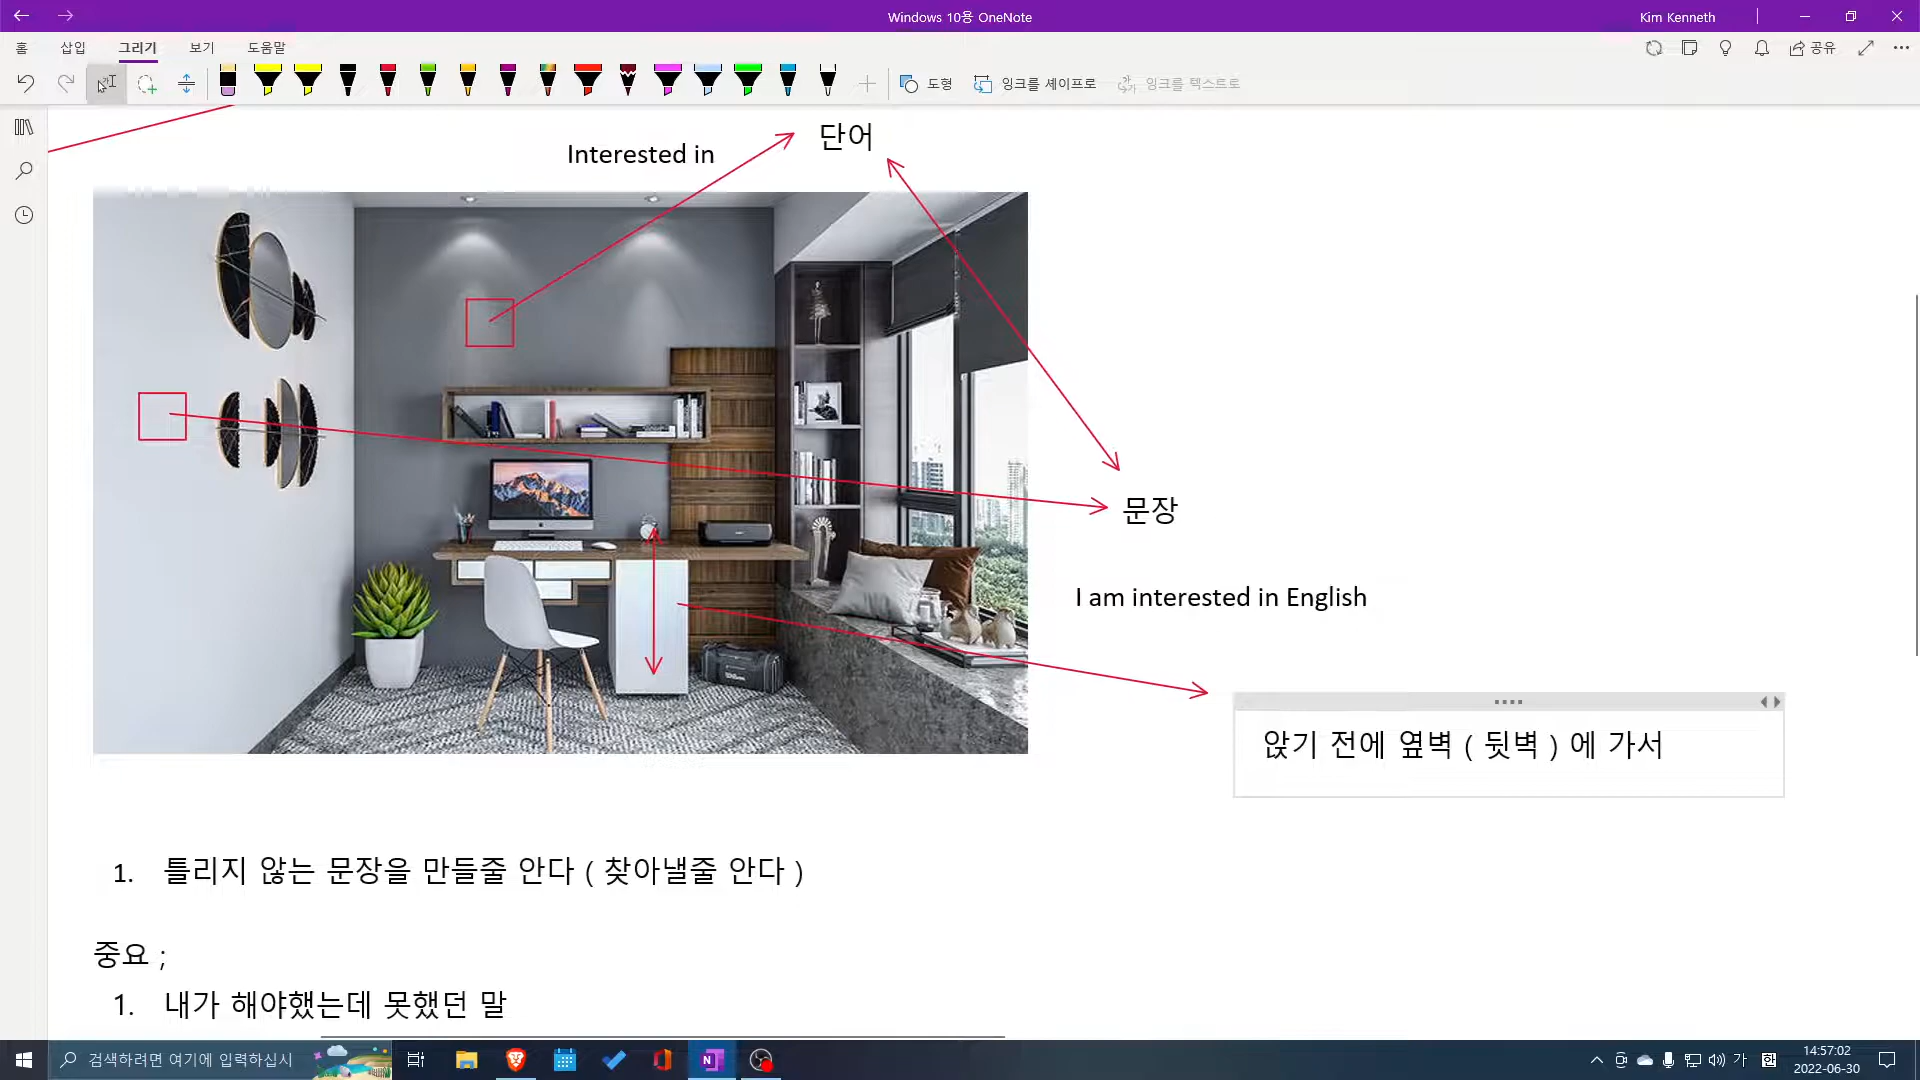 Windows 10용 OneNote
Kim Kenneth
홈 삽입 그리기 보기 도움말
공유
도형 잉크를 셰이프로 잉크를 텍스트로
단어
Interested in
문장
I am interested in English
앉기 전에 옆벽 ( 뒷벽 ) 에 가서
1. 틀리지 않는 문장을 만들줄 안다 ( 찾아낼줄 안다 )
중요 ;
1. 내가 해야했는데 못했던 말
검색하려면 여기에 입력하십시
가 한
14:57:02
2022-06-30